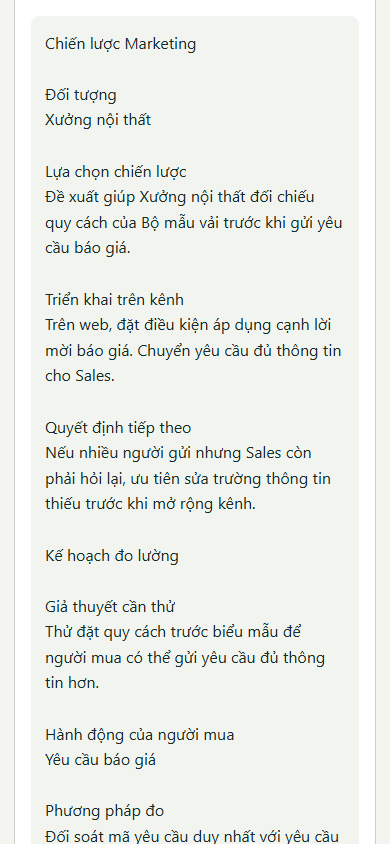 Chiến lược Marketing
Đối tượng
Xưởng nội thất
Lựa chọn chiến lược
Đề xuất giúp Xưởng nội thất đối chiếu
quy cách của Bộ mẫu vải trước khi gửi yêu
cầu báo giá.
Triển khai trên kênh
Trên web, đặt điều kiện áp dụng cạnh lời
mời báo giá. Chuyển yêu cầu đủ thông tin
cho Sales.
Quyết định tiếp theo
Nếu nhiều người gửi nhưng Sales còn
phải hỏi lại, ưu tiên sửa trường thông tin
thiếu trước khi mở rộng kênh.
Kế hoạch đo lường
Giả thuyết cần thử
Thử đặt quy cách trước biểu mẫu để
người mua có thể gửi yêu cầu đủ thông
tin hơn.
Hành động của người mua
Yêu cầu báo giá
Phương pháp đo
Đối soát mã yêu cầu duy nhất với yêu cầu